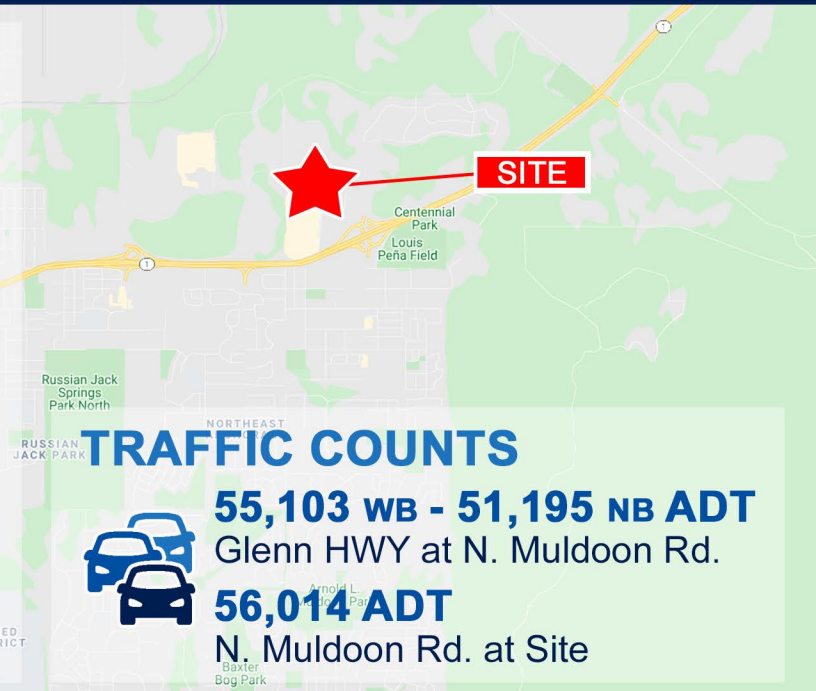 1
SITE
Centennial
Park
Louis
Peña Field
1
Russian Jack
Springs
Park North
NORTHEAST
RUSSIAN
JACK PARK
TRAFFIC COUNTS
55,103 WB - 51,195 NB ADT
Glenn HWY at N. Muldoon Rd.
Arnold L.
56,014 ADT
N. Muldoon Rd. at Site
Baxter
Bog Park